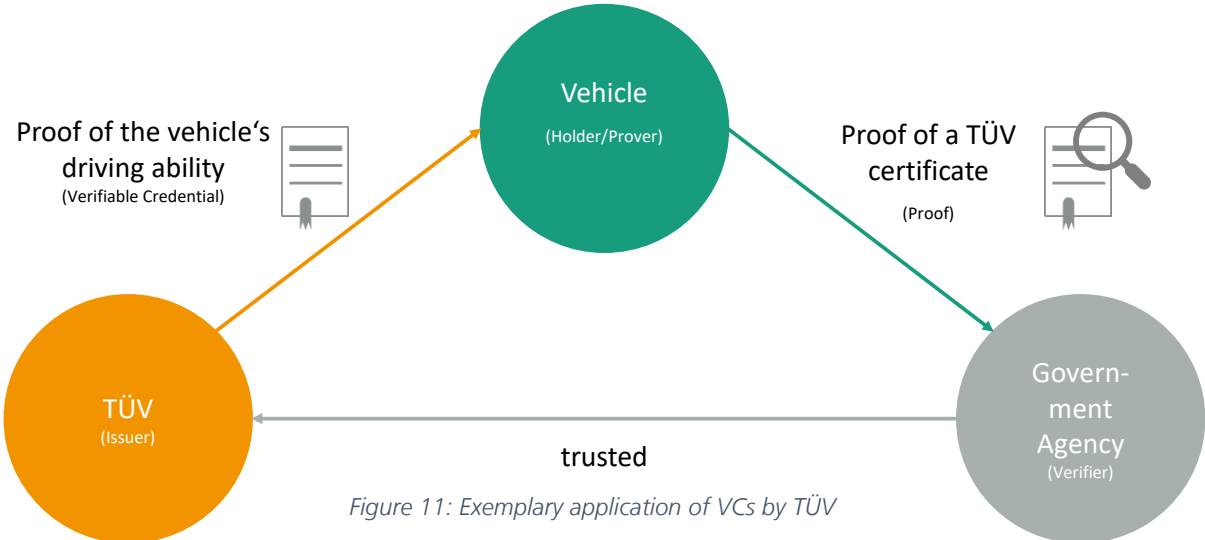 Vehicle
(Holder/Prover)
Proof of the vehicle‘s
driving ability
(Verifiable Credential)
Proof of a TÜV
certificate
(Proof)
TÜV
(Issuer)
Govern-
ment
Agency
(Verifier)
trusted
Figure 11: Exemplary application of VCs by TÜV